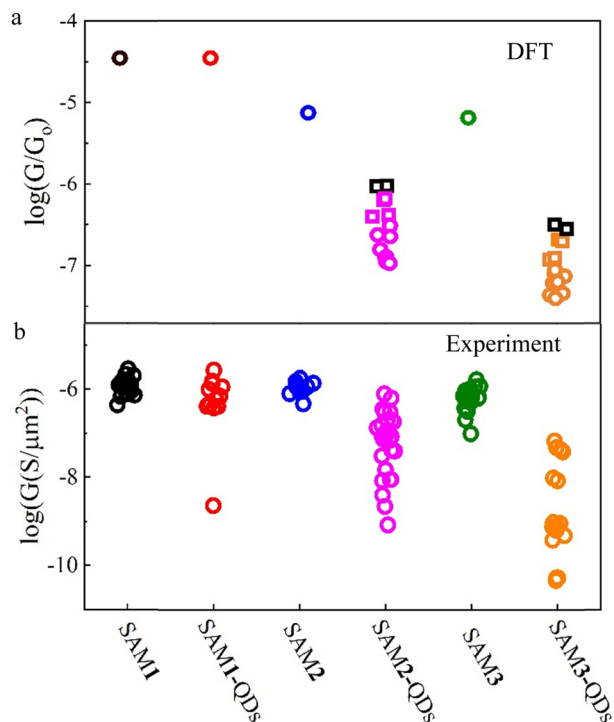 a
-4
DFT
-5
log(G/G₀)
-6
-7
b
Experiment
-6
log(G(S/μm²))
-8
-10
SAM1
SAM1-QDs
SAM2
SAM2-QDs
SAM3
SAM3-QDs